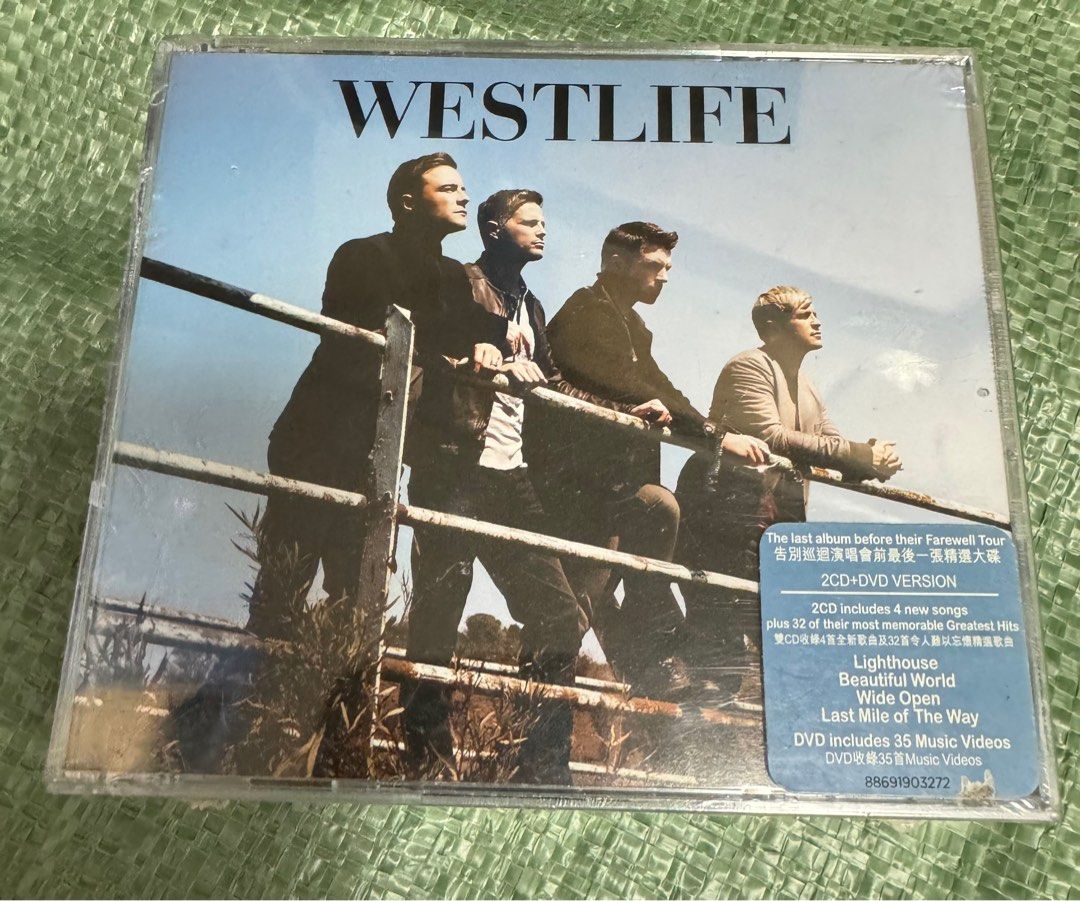 WESTLIFE
The last album before their Farewell Tour
告別巡迴演唱會前最後一張精選大碟
2CD+DVD VERSION
2CD includes 4 new songs
plus 32 of their most memorable Greatest Hits
雙CD收錄4首全新歌曲及32首令人難以忘懷精選歌曲
Lighthouse
Beautiful World
Wide Open
Last Mile of The Way
DVD includes 35 Music Videos
DVD收錄35首Music Videos
88691903272